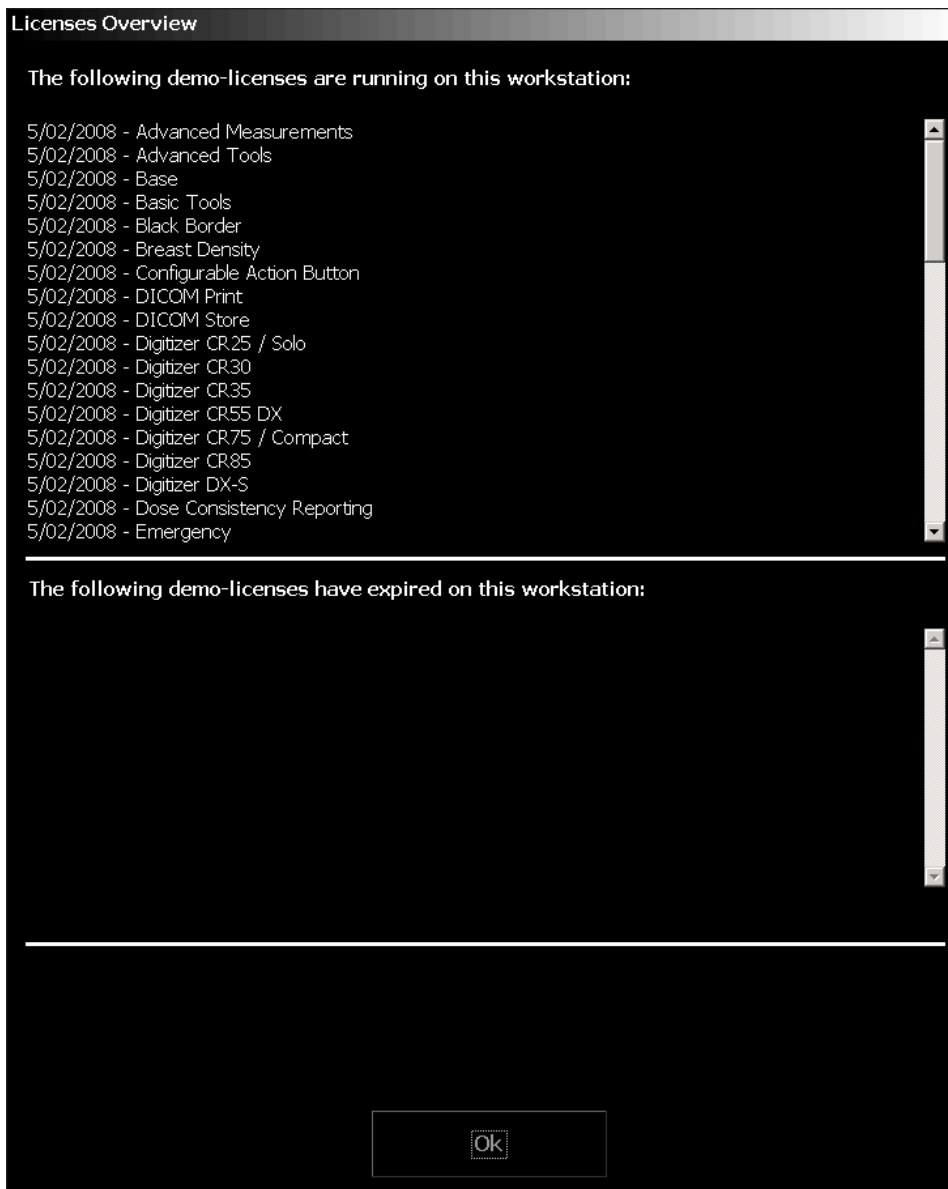 Licenses Overview
The following demo-licenses are running on this workstation:
5/02/2008 - Advanced Measurements
5/02/2008 - Advanced Tools
5/02/2008 - Base
5/02/2008 - Basic Tools
5/02/2008 - Black Border
5/02/2008 - Breast Density
5/02/2008 - Configurable Action Button
5/02/2008 - DICOM Print
5/02/2008 - DICOM Store
5/02/2008 - Digitizer CR25 / Solo
5/02/2008 - Digitizer CR30
5/02/2008 - Digitizer CR35
5/02/2008 - Digitizer CR55 DX
5/02/2008 - Digitizer CR75 / Compact
5/02/2008 - Digitizer CR85
5/02/2008 - Digitizer DX-S
5/02/2008 - Dose Consistency Reporting
5/02/2008 - Emergency
The following demo-licenses have expired on this workstation:
Ok